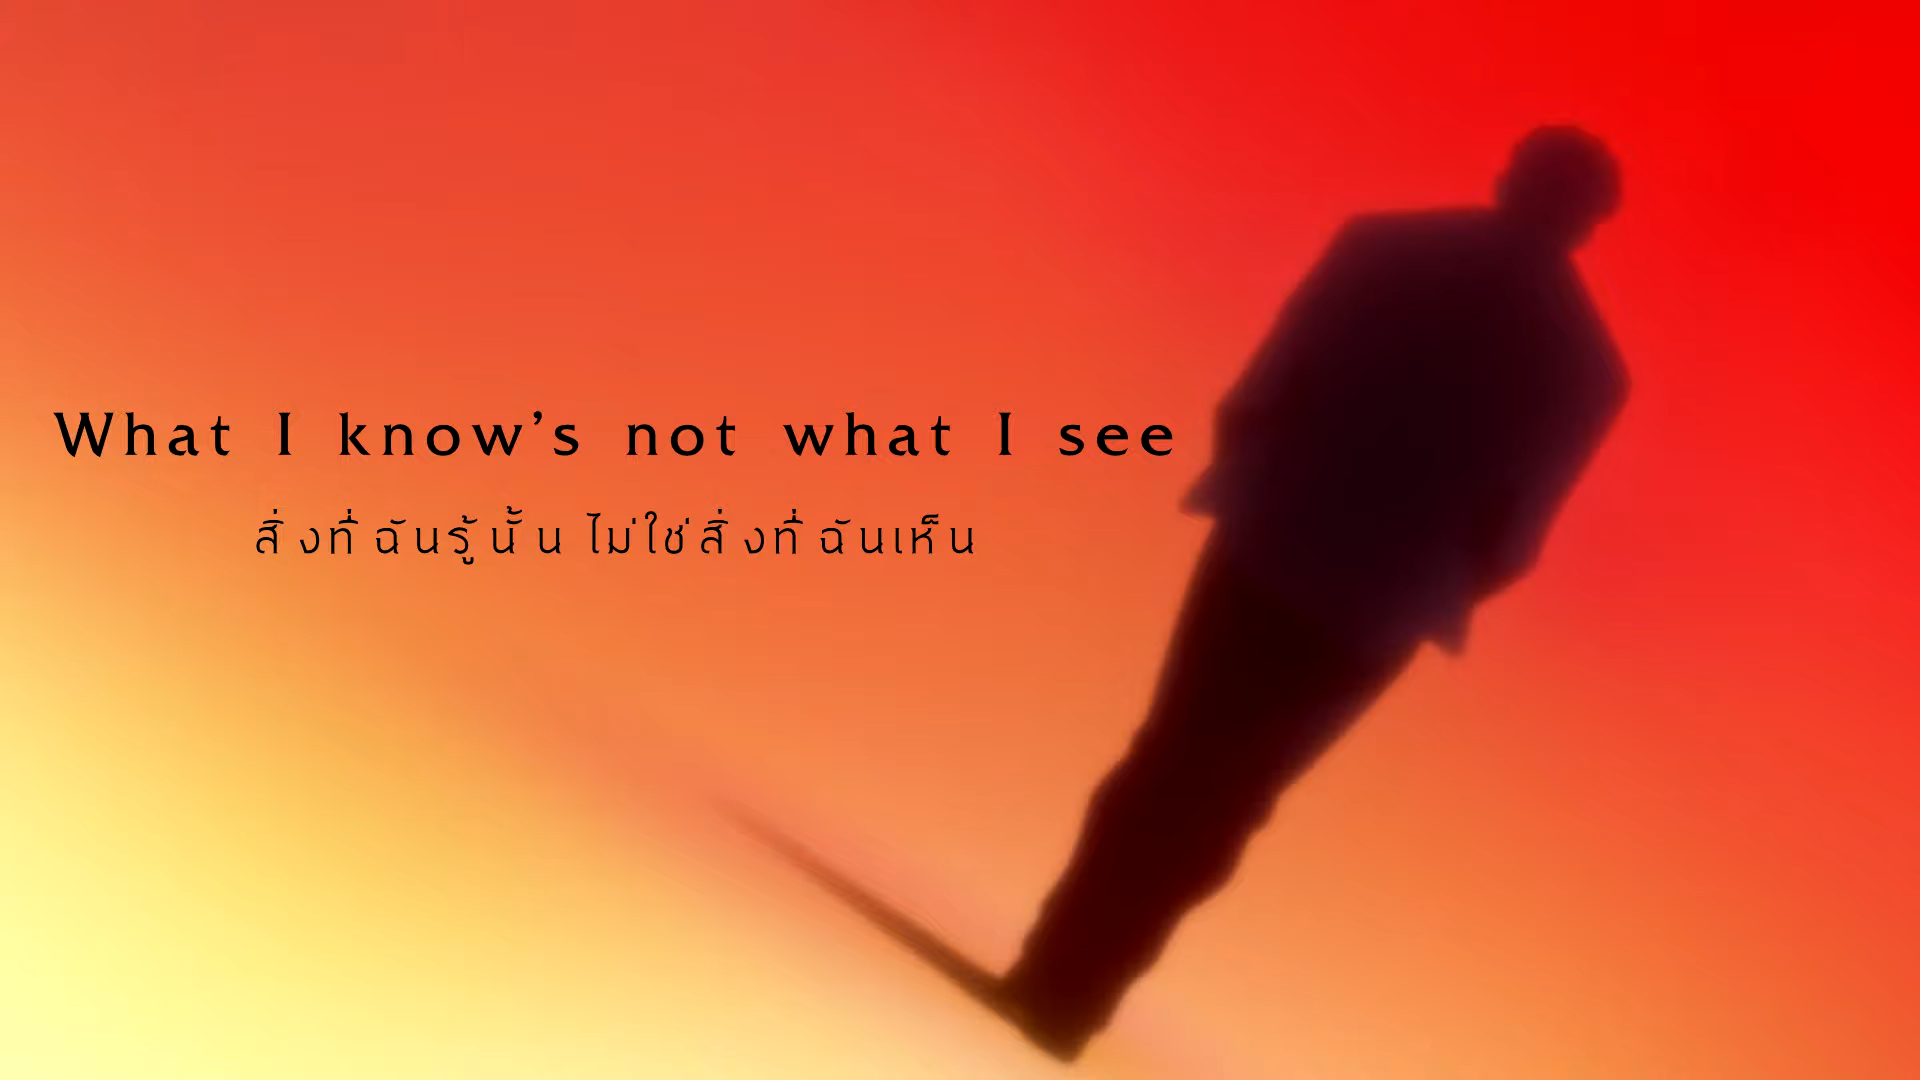 What I know’s not what I see
สิ่งที่ฉันรู้นั้น ไม่ใช่สิ่งที่ฉันเห็น